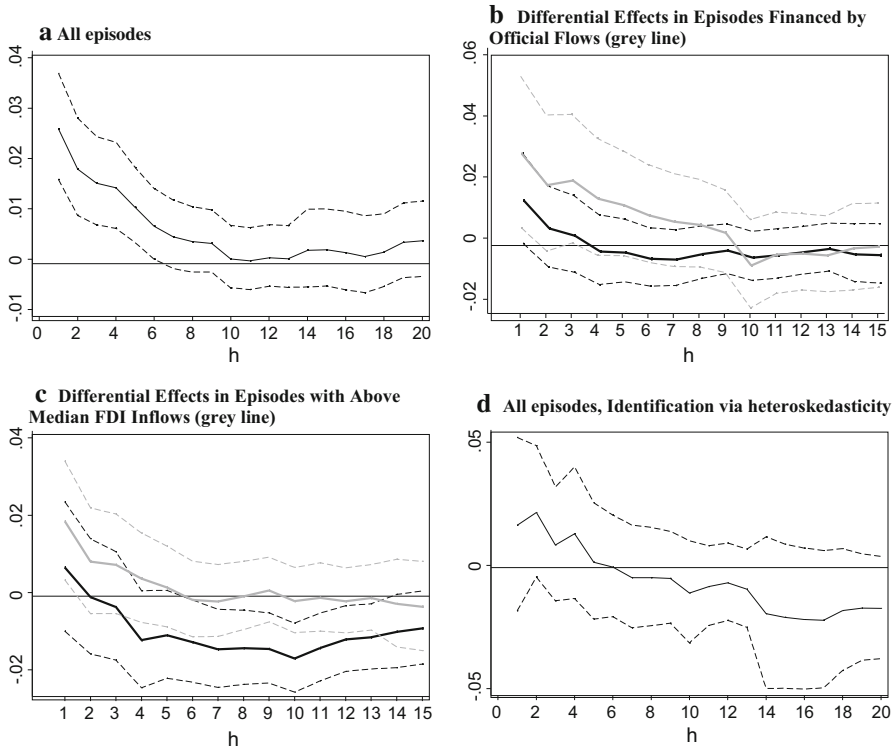 a All episodes
.04
.03
.02
.01
0
-.01
0 2 4 6 8 10 12 14 16 18 20
h
b Differential Effects in Episodes Financed by
Official Flows (grey line)
.06
.04
.02
0
-.02
1 2 3 4 5 6 7 8 9 10 11 12 13 14 15
h
c Differential Effects in Episodes with Above
Median FDI Inflows (grey line)
.04
.02
0
-.02
1 2 3 4 5 6 7 8 9 10 11 12 13 14 15
h
d All episodes, Identification via heteroskedasticity
.05
0
-.05
0 2 4 6 8 10 12 14 16 18 20
h